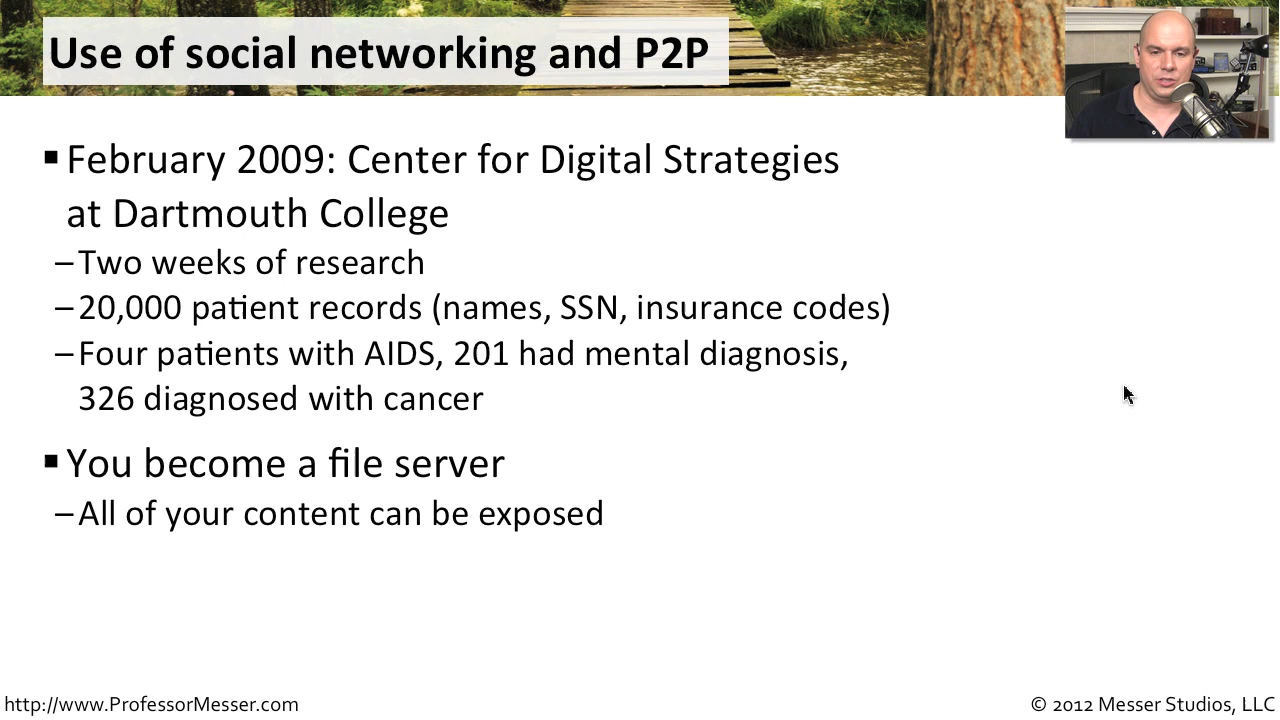 Use of social networking and P2P
▪ February 2009: Center for Digital Strategies
at Dartmouth College
– Two weeks of research
– 20,000 patient records (names, SSN, insurance codes)
– Four patients with AIDS, 201 had mental diagnosis,
326 diagnosed with cancer
▪ You become a file server
– All of your content can be exposed
http://www.ProfessorMesser.com
© 2012 Messer Studios, LLC